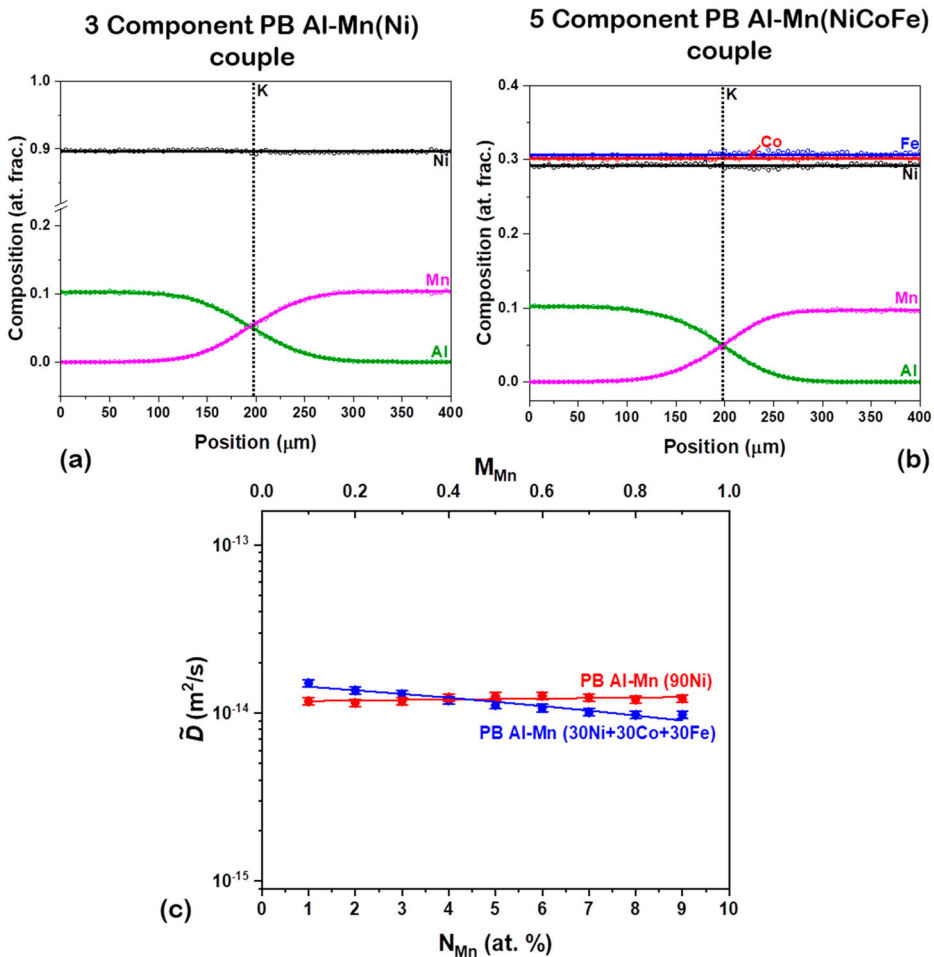 3 Component PB Al-Mn(Ni)
couple
1.0
0.9
0.2
0.1
0.0
Composition (at. frac.)
K
Ni
Mn
Al
0 50 100 150 200 250 300 350 400
Position (μm)
(a)
5 Component PB Al-Mn(NiCoFe)
couple
0.4
0.3
0.2
0.1
0.0
Composition (at. frac.)
K
Co
Fe
Ni
Mn
Al
0 50 100 150 200 250 300 350 400
Position (μm)
(b)
M_Mn
0.0 0.2 0.4 0.6 0.8 1.0
10^-13
10^-14
10^-15
D̃ (m²/s)
PB Al-Mn (90Ni)
PB Al-Mn (30Ni+30Co+30Fe)
0 1 2 3 4 5 6 7 8 9 10
N_Mn (at. %)
(c)